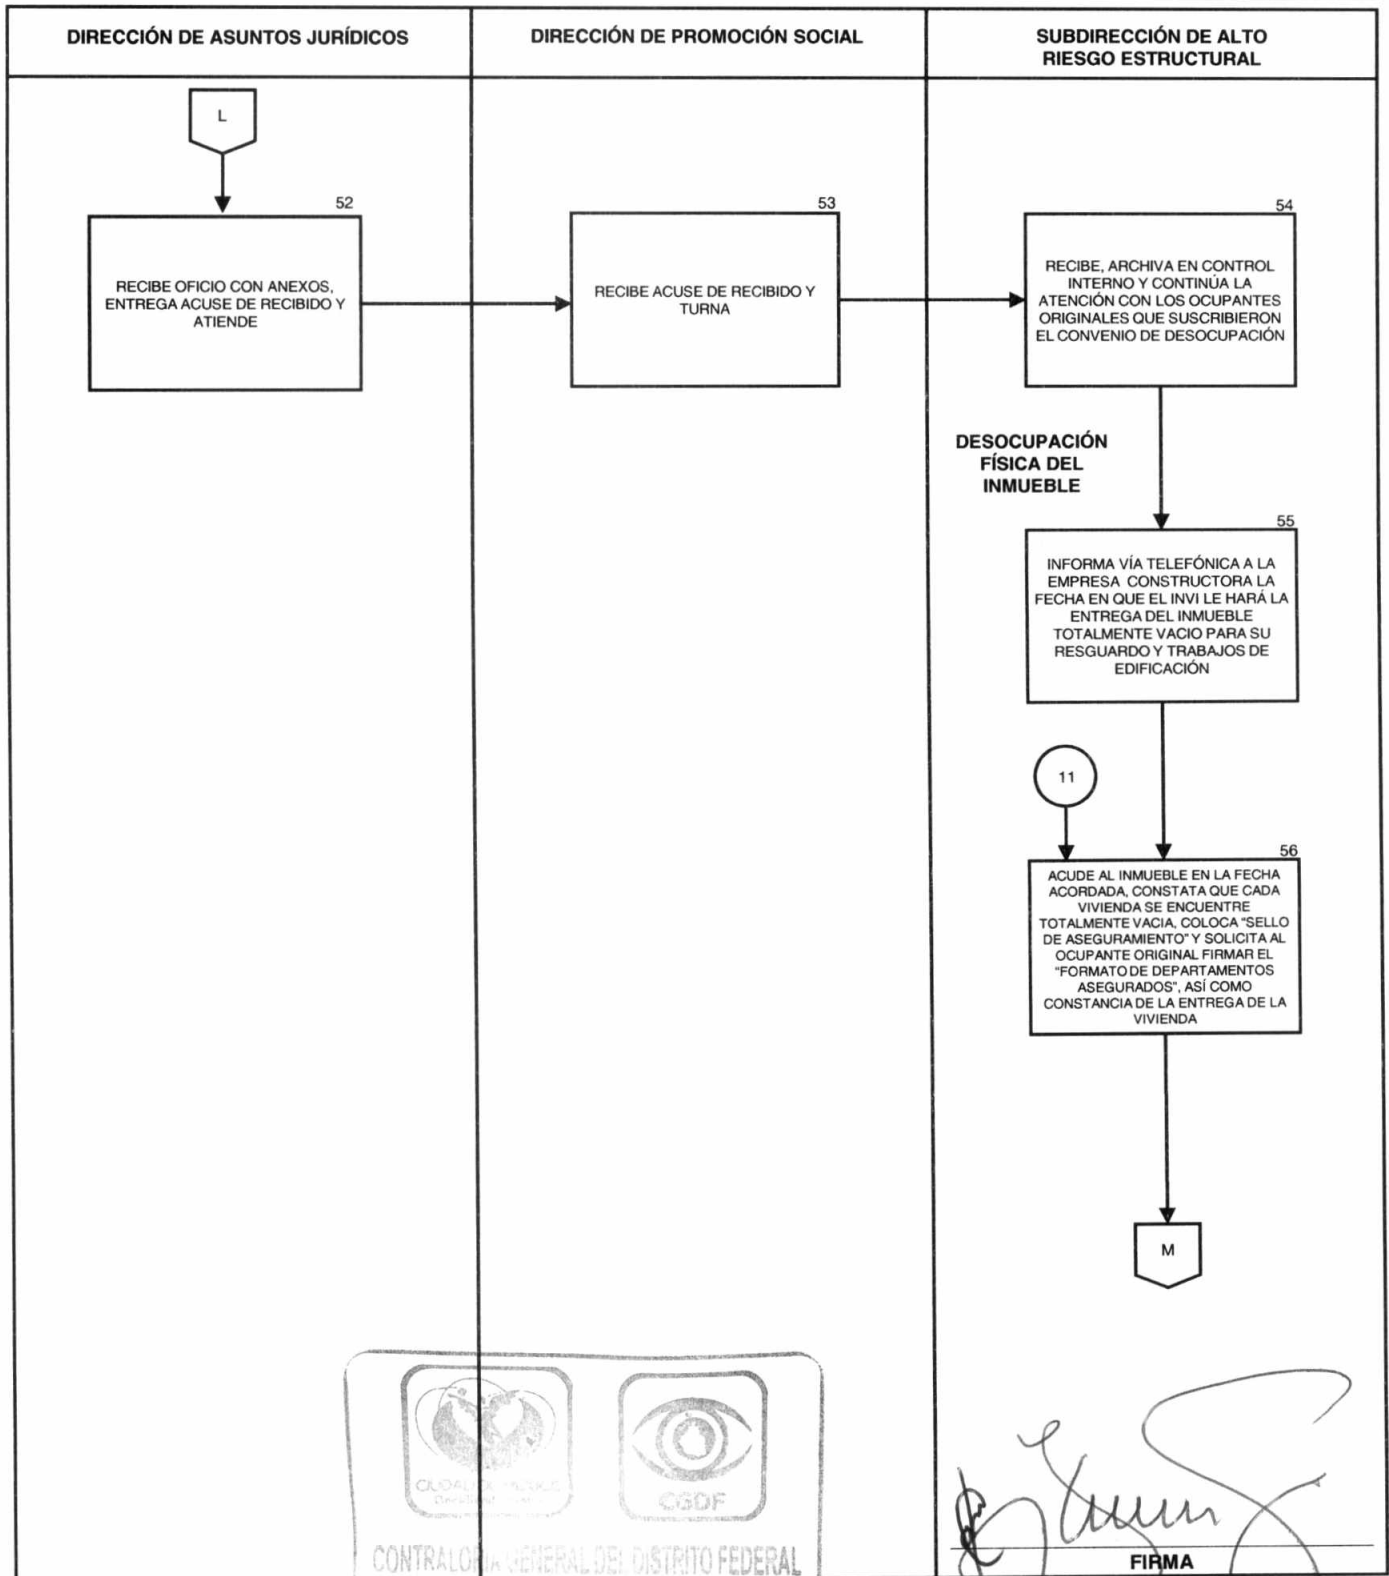 DIRECCIÓN DE ASUNTOS JURÍDICOS
DIRECCIÓN DE PROMOCIÓN SOCIAL
SUBDIRECCIÓN DE ALTO
RIESGO ESTRUCTURAL
L
52
RECIBE OFICIO CON ANEXOS,
ENTREGA ACUSE DE RECIBIDO Y
ATIENDE
53
RECIBE ACUSE DE RECIBIDO Y
TURNA
54
RECIBE, ARCHIVA EN CONTROL
INTERNO Y CONTINÚA LA
ATENCIÓN CON LOS OCUPANTES
ORIGINALES QUE SUSCRIBIERON
EL CONVENIO DE DESOCUPACIÓN
DESOCUPACIÓN
FÍSICA DEL
INMUEBLE
55
INFORMA VÍA TELEFÓNICA A LA
EMPRESA CONSTRUCTORA LA
FECHA EN QUE EL INVI LE HARÁ LA
ENTREGA DEL INMUEBLE
TOTALMENTE VACIO PARA SU
RESGUARDO Y TRABAJOS DE
EDIFICACIÓN
11
56
ACUDE AL INMUEBLE EN LA FECHA
ACORDADA, CONSTATA QUE CADA
VIVIENDA SE ENCUENTRE
TOTALMENTE VACIA, COLOCA "SELLO
DE ASEGURAMIENTO" Y SOLICITA AL
OCUPANTE ORIGINAL FIRMAR EL
"FORMATO DE DEPARTAMENTOS
ASEGURADOS", ASÍ COMO
CONSTANCIA DE LA ENTREGA DE LA
VIVIENDA
M
CIUDAD DE MÉXICO
CGDF
CONTRALORÍA GENERAL DEL DISTRITO FEDERAL
FIRMA